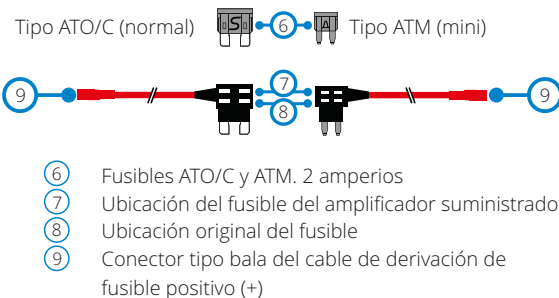 Tipo ATO/C (normal) S 6 Tipo ATM (mini)
7
9 9
8
6 Fusibles ATO/C y ATM. 2 amperios
7 Ubicación del fusible del amplificador suministrado
8 Ubicación original del fusible
9 Conector tipo bala del cable de derivación de
fusible positivo (+)